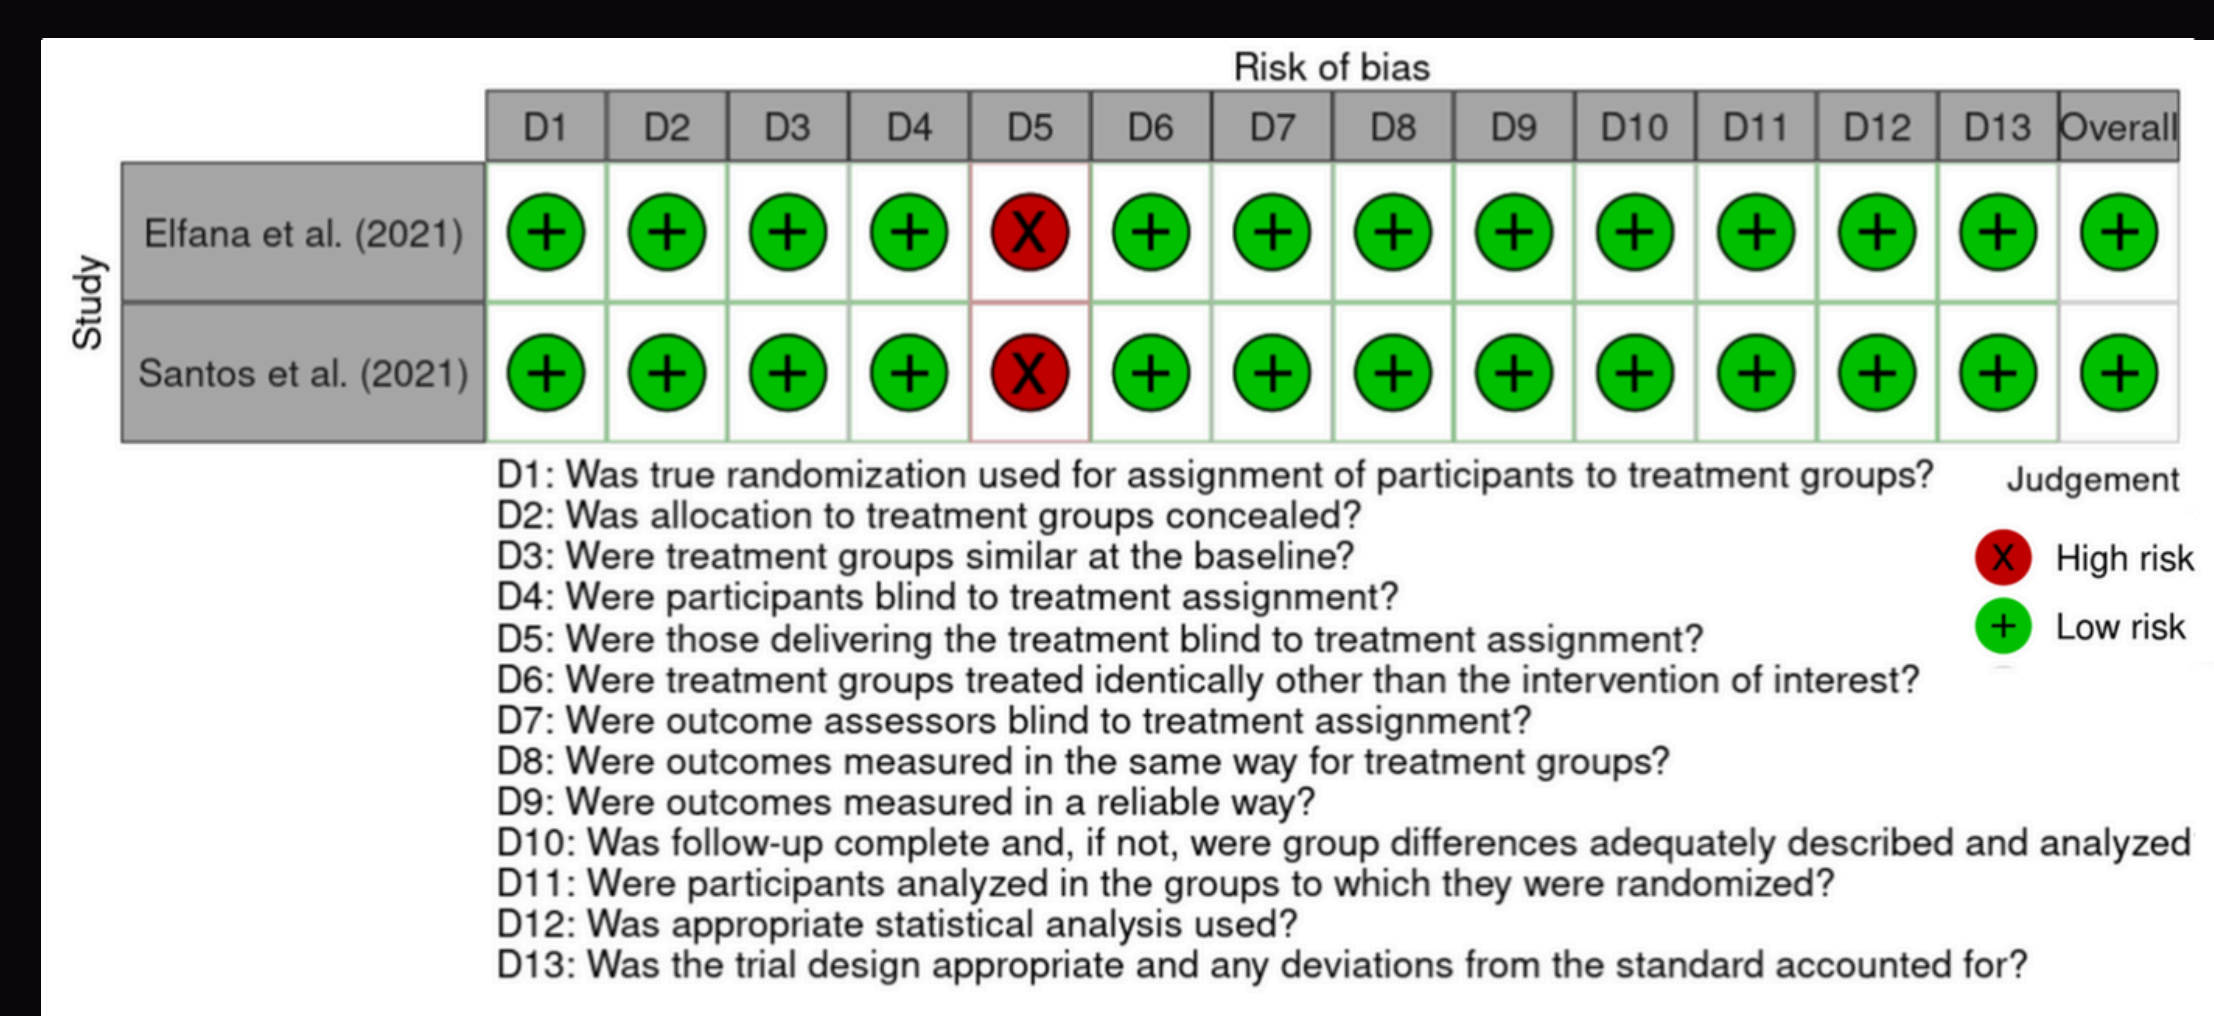 Risk of bias
D1 D2 D3 D4 D5 D6 D7 D8 D9 D10 D11 D12 D13 Overall
Study
Elfana et al. (2021) + + + + X + + + + + + + + +
Santos et al. (2021) + + + + X + + + + + + + + +
D1: Was true randomization used for assignment of participants to treatment groups?
D2: Was allocation to treatment groups concealed?
D3: Were treatment groups similar at the baseline?
D4: Were participants blind to treatment assignment?
D5: Were those delivering the treatment blind to treatment assignment?
D6: Were treatment groups treated identically other than the intervention of interest?
D7: Were outcome assessors blind to treatment assignment?
D8: Were outcomes measured in the same way for treatment groups?
D9: Were outcomes measured in a reliable way?
D10: Was follow-up complete and, if not, were group differences adequately described and analyzed
D11: Were participants analyzed in the groups to which they were randomized?
D12: Was appropriate statistical analysis used?
D13: Was the trial design appropriate and any deviations from the standard accounted for?
Judgement
X High risk
+ Low risk